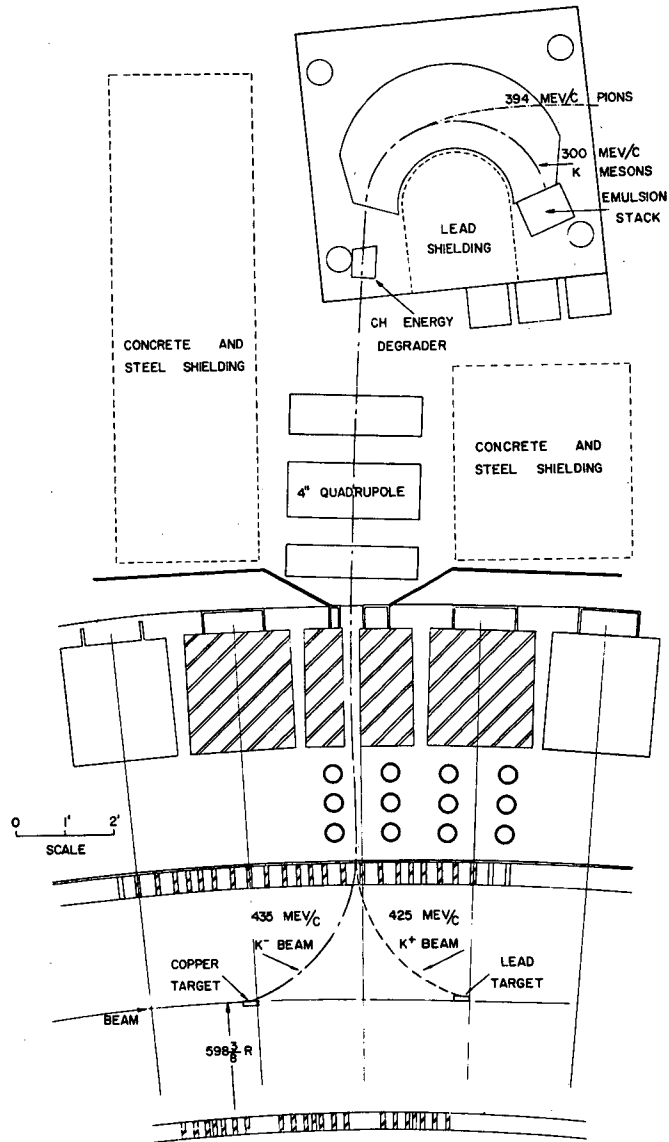 394 MEV/C PIONS
300 MEV/C
K MESONS
EMULSION
STACK
LEAD
SHIELDING
CH ENERGY
DEGRADER
CONCRETE AND
STEEL SHIELDING
CONCRETE AND
STEEL SHIELDING
4" QUADRUPOLE
0 1' 2'
SCALE
435 MEV/C
K⁻ BEAM
425 MEV/C
K⁺ BEAM
COPPER
TARGET
LEAD
TARGET
BEAM
598 3/8 R